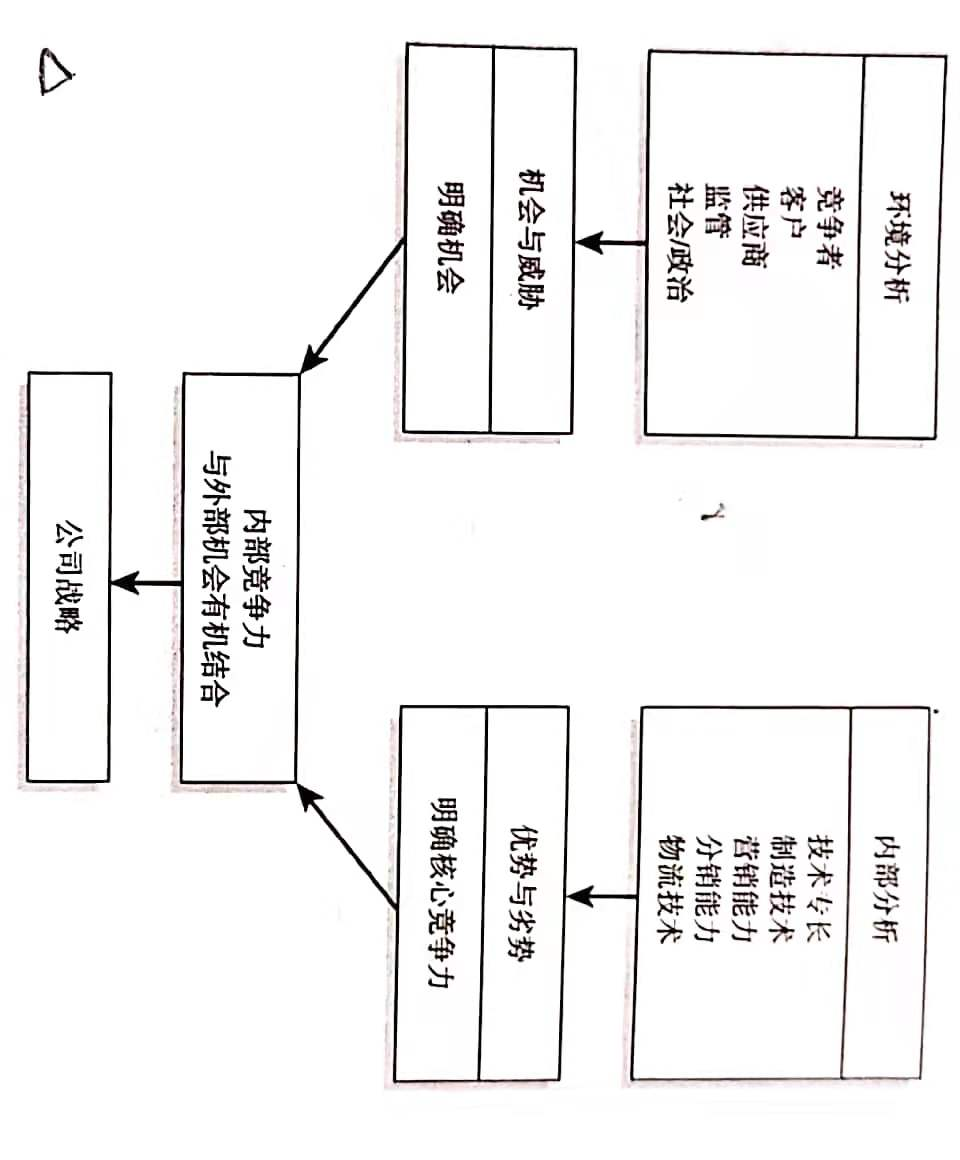 环境分析
竞争者
客户
供应商
监管
社会/政治
机会与威胁
明确机会
内部分析
技术专长
制造技术
营销能力
分销能力
物流技术
优势与劣势
明确核心竞争力
内部竞争力
与外部机会有机结合
公司战略